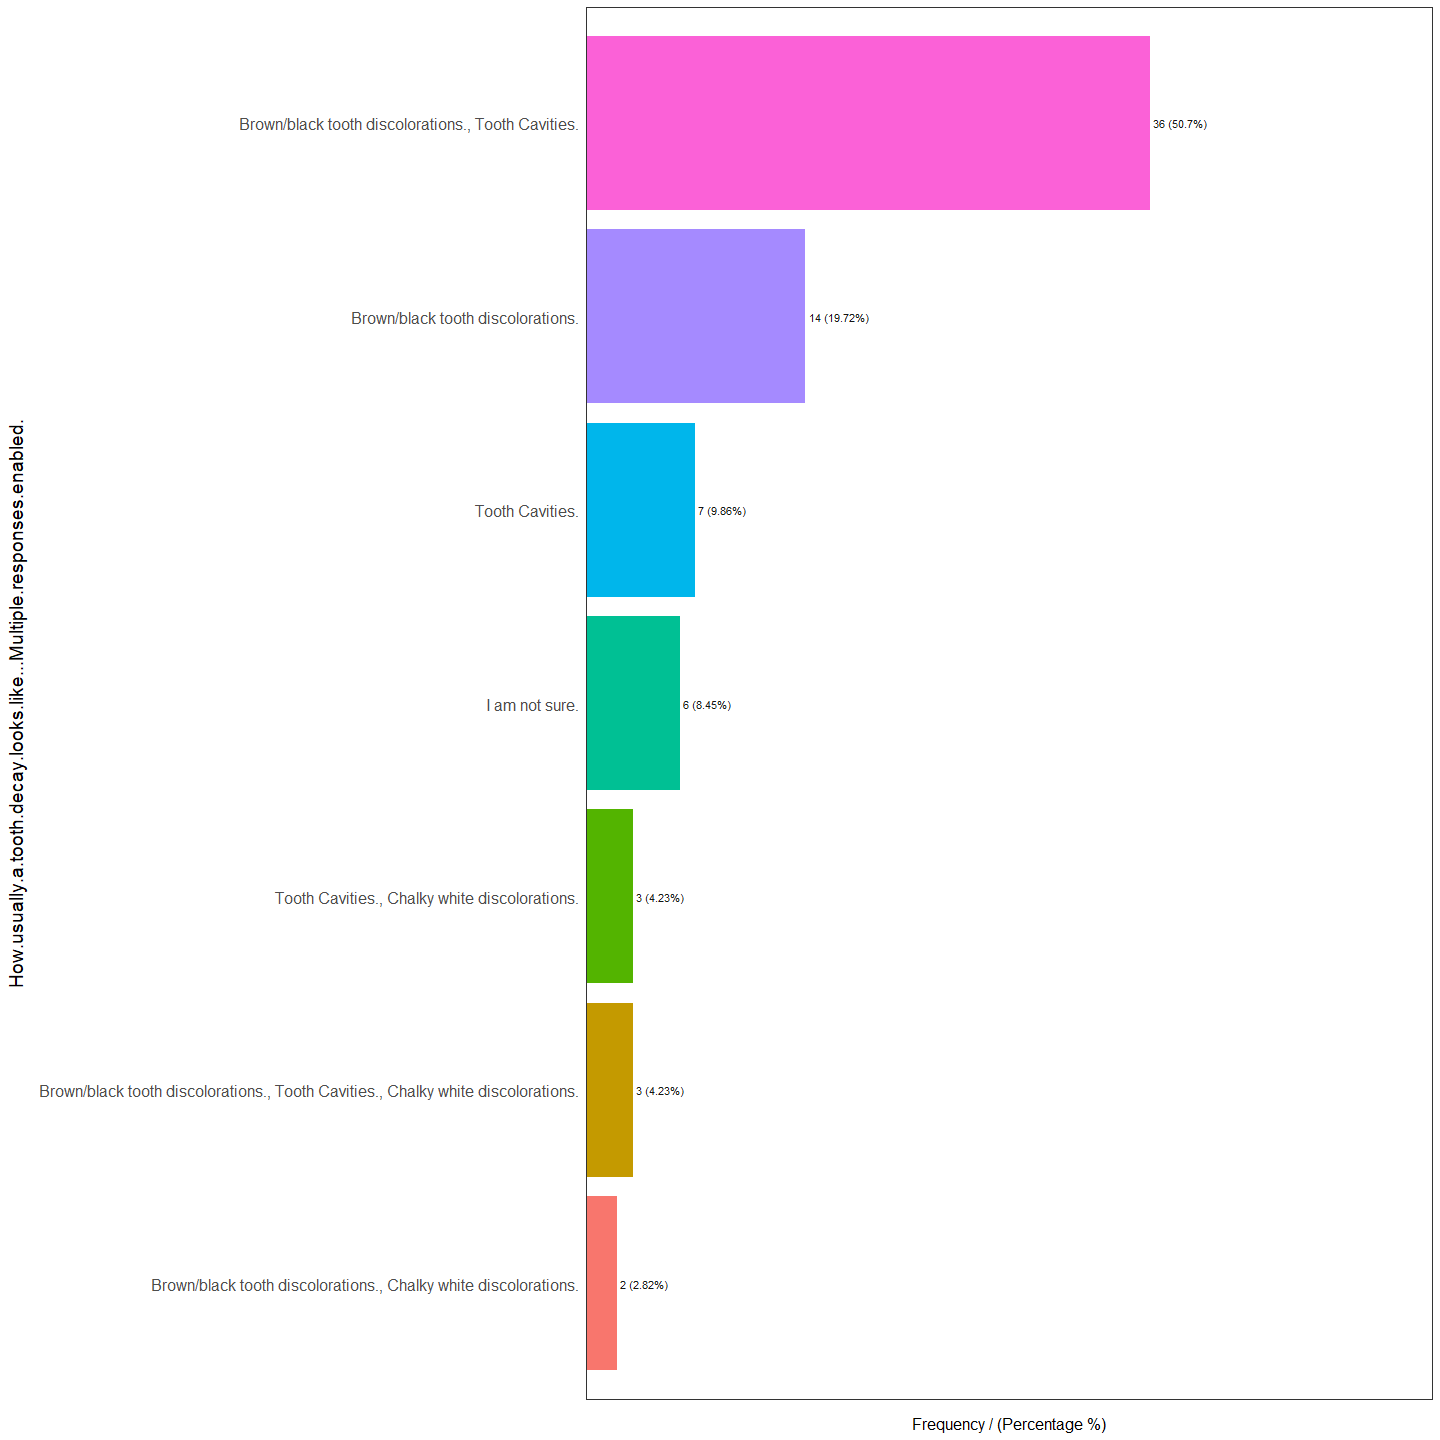 How.usually.a.tooth.decay.looks.like...Multiple.responses.enabled.
Brown/black tooth discolorations., Tooth Cavities.
36 (50.7%)
Brown/black tooth discolorations.
14 (19.72%)
Tooth Cavities.
7 (9.86%)
I am not sure.
6 (8.45%)
Tooth Cavities., Chalky white discolorations.
3 (4.23%)
Brown/black tooth discolorations., Tooth Cavities., Chalky white discolorations.
3 (4.23%)
Brown/black tooth discolorations., Chalky white discolorations.
2 (2.82%)
Frequency / (Percentage %)